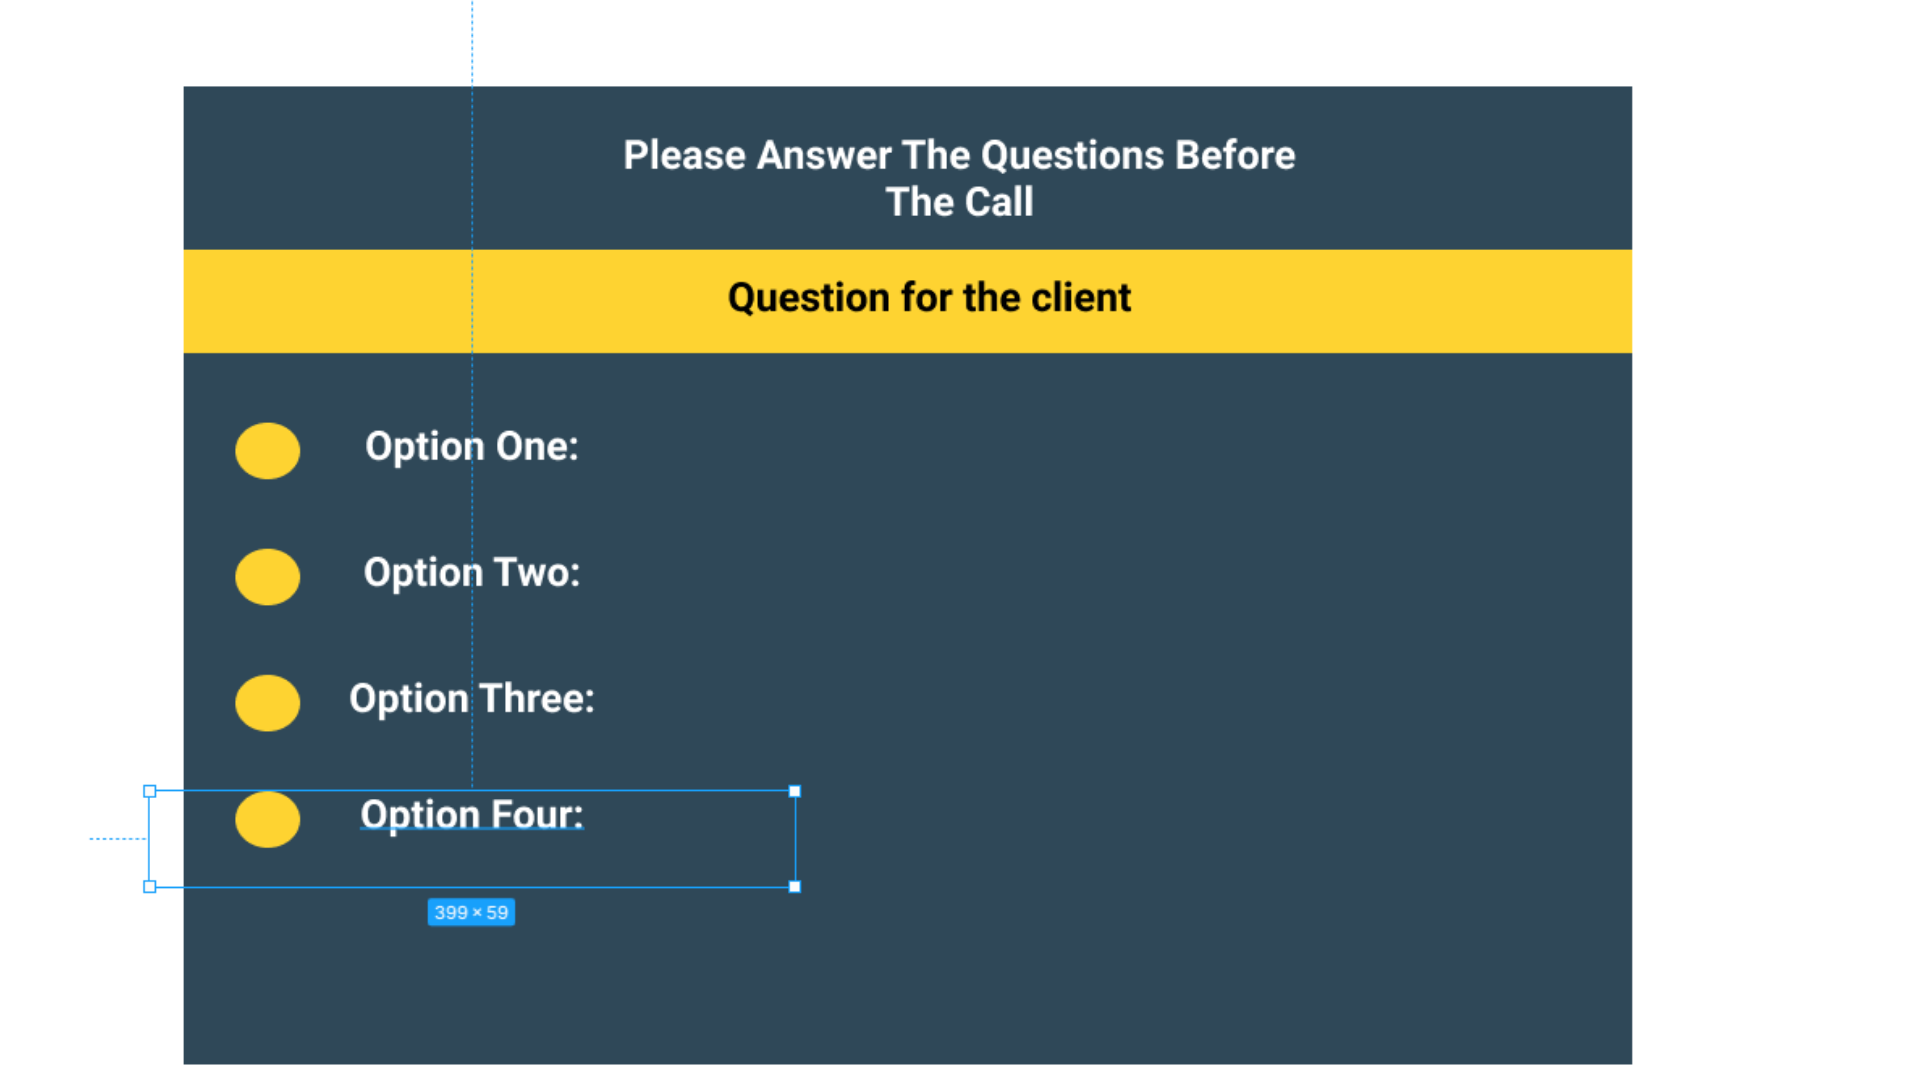 Please Answer The Questions Before
The Call
Question for the client
Option One:
Option Two:
Option Three:
Option Four:
399 × 59